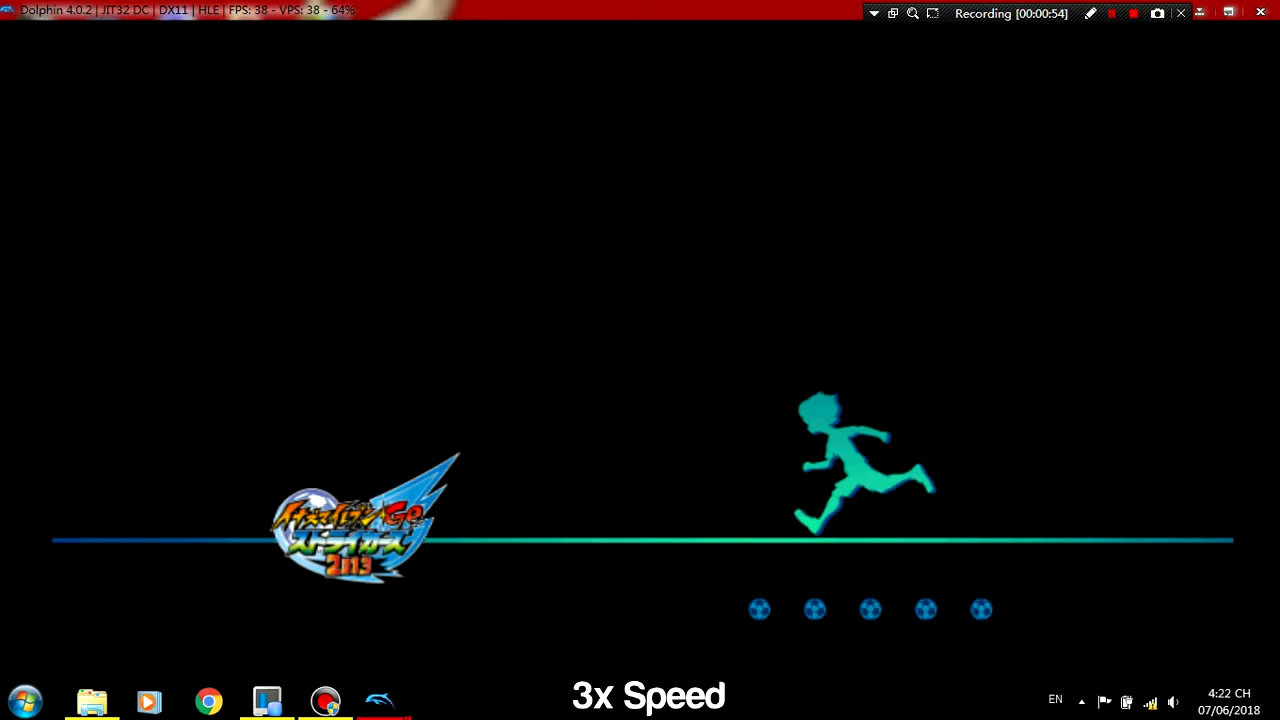 Dolphin 4.0.2 | JIT32 DC | DX11 | HLE | FPS: 38 - VPS: 38 - 64%
Recording [00:00:54]
イナズマイレブンGO
ストライカーズ
2013
3x Speed
EN
4:22 CH
07/06/2018